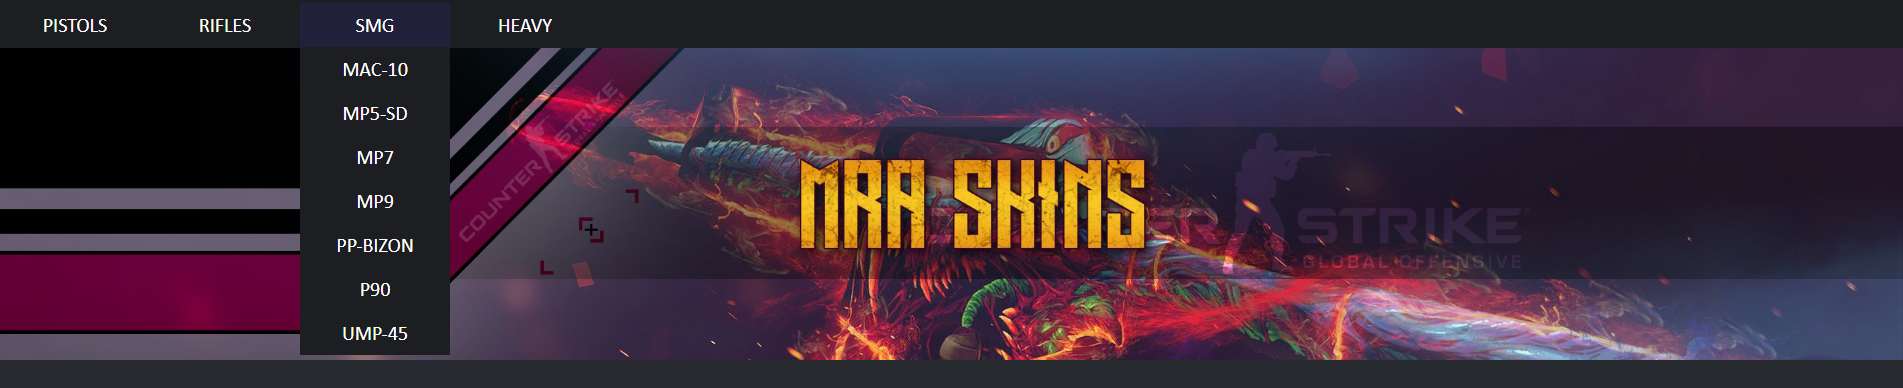 PISTOLS RIFLES SMG HEAVY
MAC-10
MP5-SD
MP7
MP9
PP-BIZON
P90
UMP-45
COUNTER STRIKE
MRA SKINS
STRIKE
GLOBAL OFFENSIVE